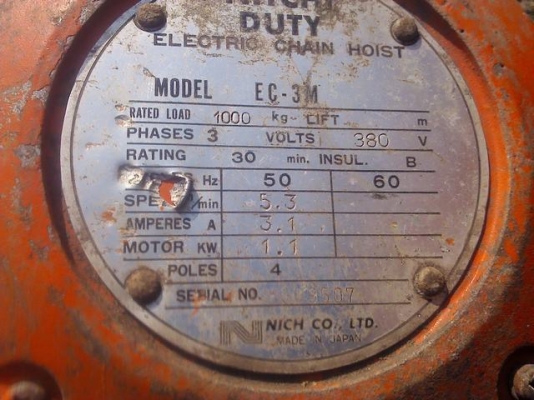 DUTY
ELECTRIC CHAIN HOIST
MODEL EC-3M
RATED LOAD 1000 kg- LIFT m
PHASES 3 VOLTS 380 V
RATING 30 min. INSUL. B
Hz 50 60
m/min 5.3
AMPERES A 3.1
MOTOR KW 1.1
POLES 4
SERIAL NO.
N NICH CO., LTD.
MADE IN JAPAN